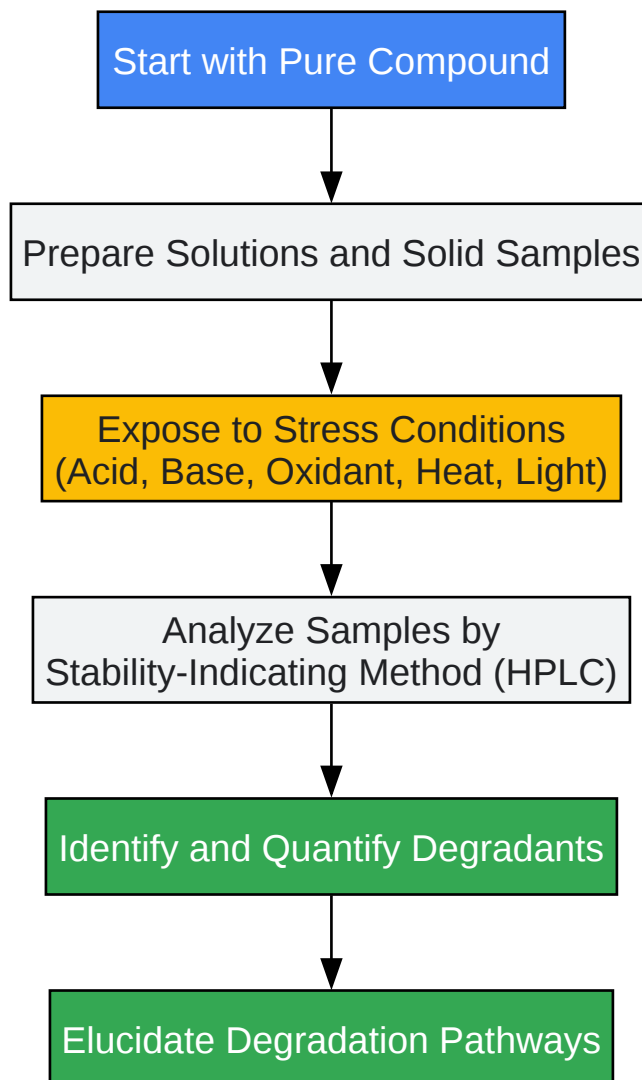 Start with Pure Compound
Prepare Solutions and Solid Samples
Expose to Stress Conditions
(Acid, Base, Oxidant, Heat, Light)
Analyze Samples by
Stability-Indicating Method (HPLC)
Identify and Quantify Degradants
Elucidate Degradation Pathways